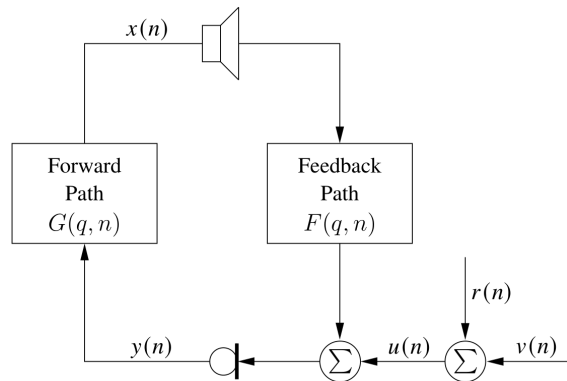 x(n)
Forward
Path
G(q, n)
Feedback
Path
F(q, n)
r(n)
y(n)
∑
u(n)
∑
v(n)